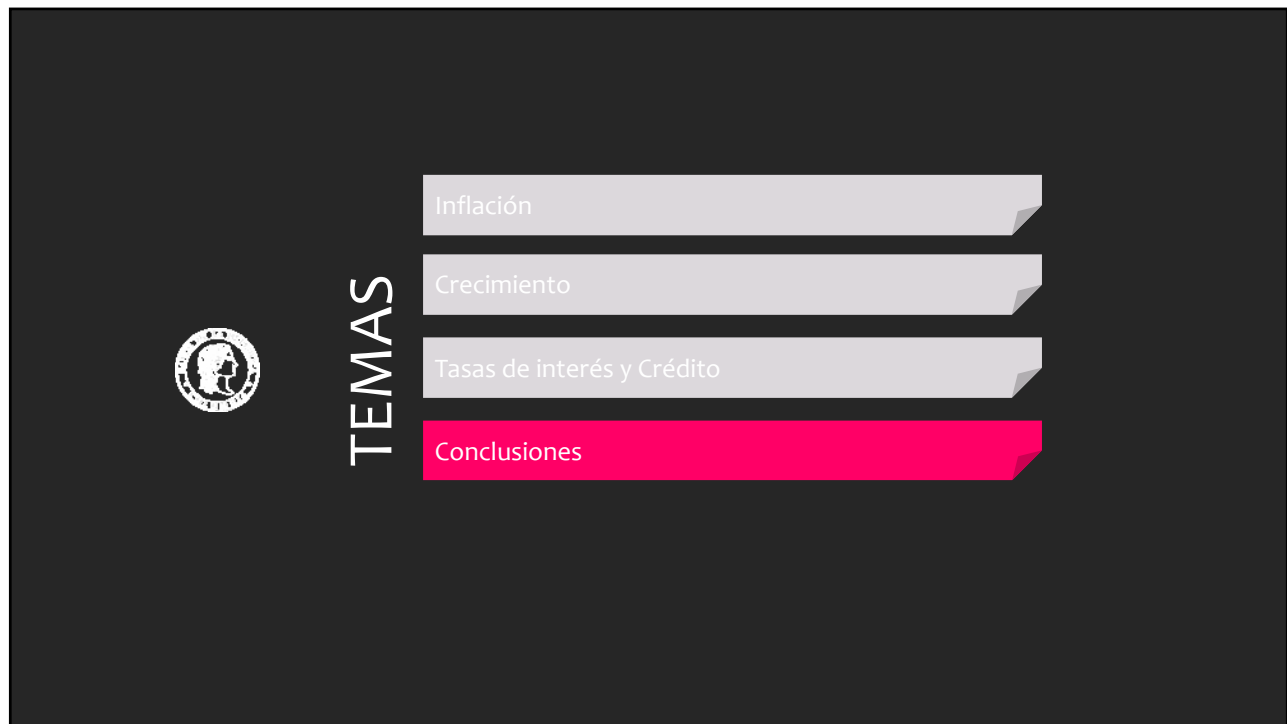 TEMAS
Inflación
Crecimiento
Tasas de interés y Crédito
Conclusiones